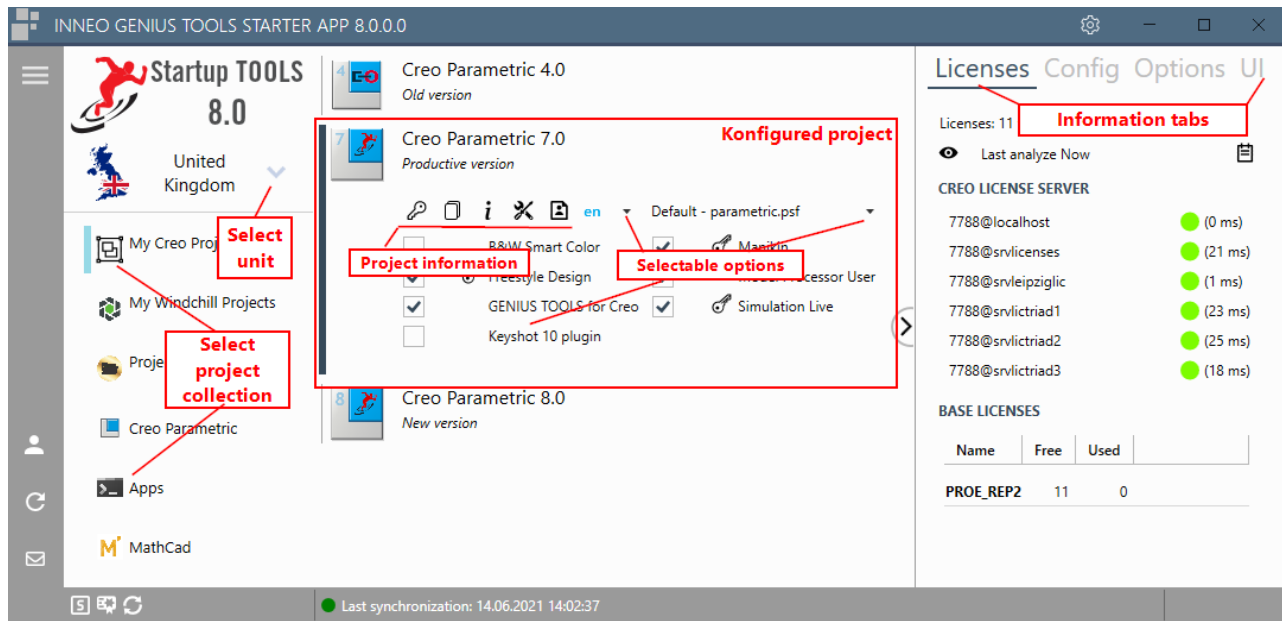 INNEO GENIUS TOOLS STARTER APP 8.0.0.0
Startup TOOLS
8.0
United
Kingdom
Select
unit
My Creo Proj
My Windchill Projects
Select
project
collection
Proje
Creo Parametric
Apps
MathCad
4
Creo Parametric 4.0
Old version
Konfigured project
7
Creo Parametric 7.0
Productive version
i
en
Default - parametric.psf
B&W Smart Color
Manikin
Project information
Selectable options
Freestyle Design
Processor User
GENIUS TOOLS for Creo
Simulation Live
Keyshot 10 plugin
8
Creo Parametric 8.0
New version
Licenses Config Options UI
Information tabs
Licenses: 11
Last analyze Now
CREO LICENSE SERVER
7788@localhost (0 ms)
7788@srvlicenses (21 ms)
7788@srvleipziglic (1 ms)
7788@srvlictriad1 (23 ms)
7788@srvlictriad2 (25 ms)
7788@srvlictriad3 (18 ms)
BASE LICENSES
Name Free Used
PROE_REP2 11 0
S
Last synchronization: 14.06.2021 14:02:37